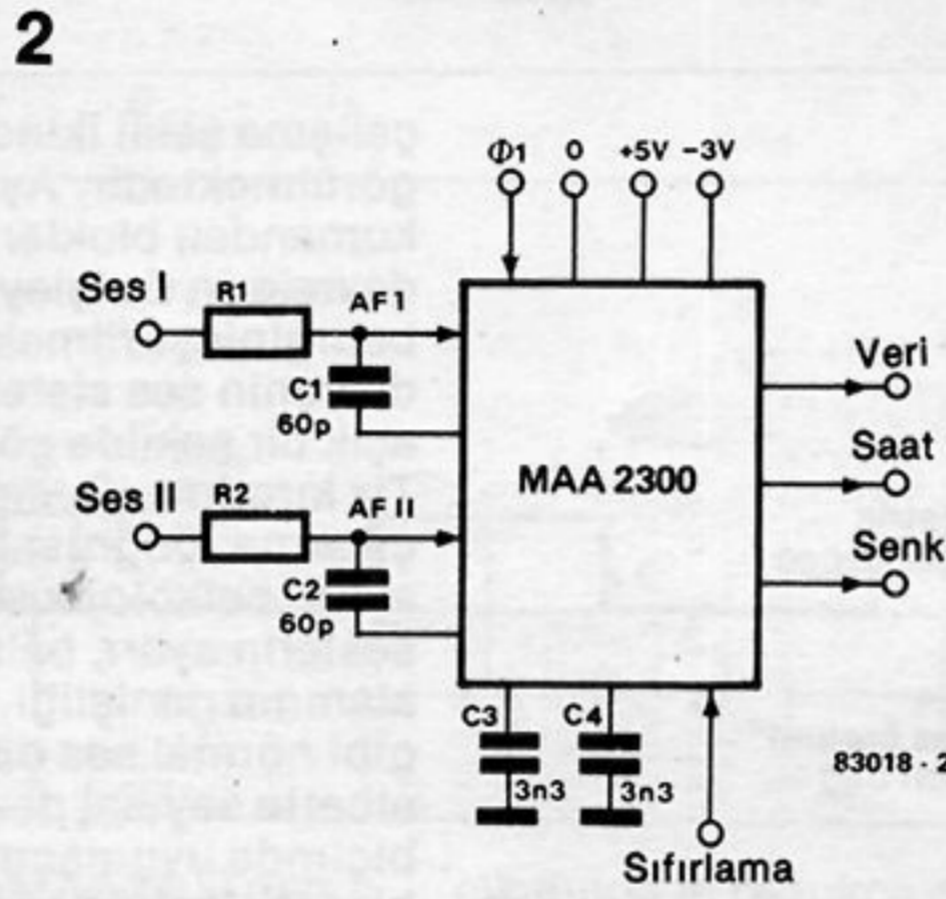 2
Φ1 0 +5V −3V
Ses I
R1
AF I
C1
60p
Veri
Saat
MAA 2300
Ses II
R2
AF II
Senk
C2
60p
C3
C4
3n3
3n3
83018 - 2
Sıfırlama